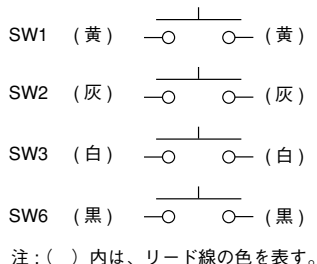 SW1 (黄) (黄)
SW2 (灰) (灰)
SW3 (白) (白)
SW6 (黒) (黒)
注:( )内は、リード線の色を表す。